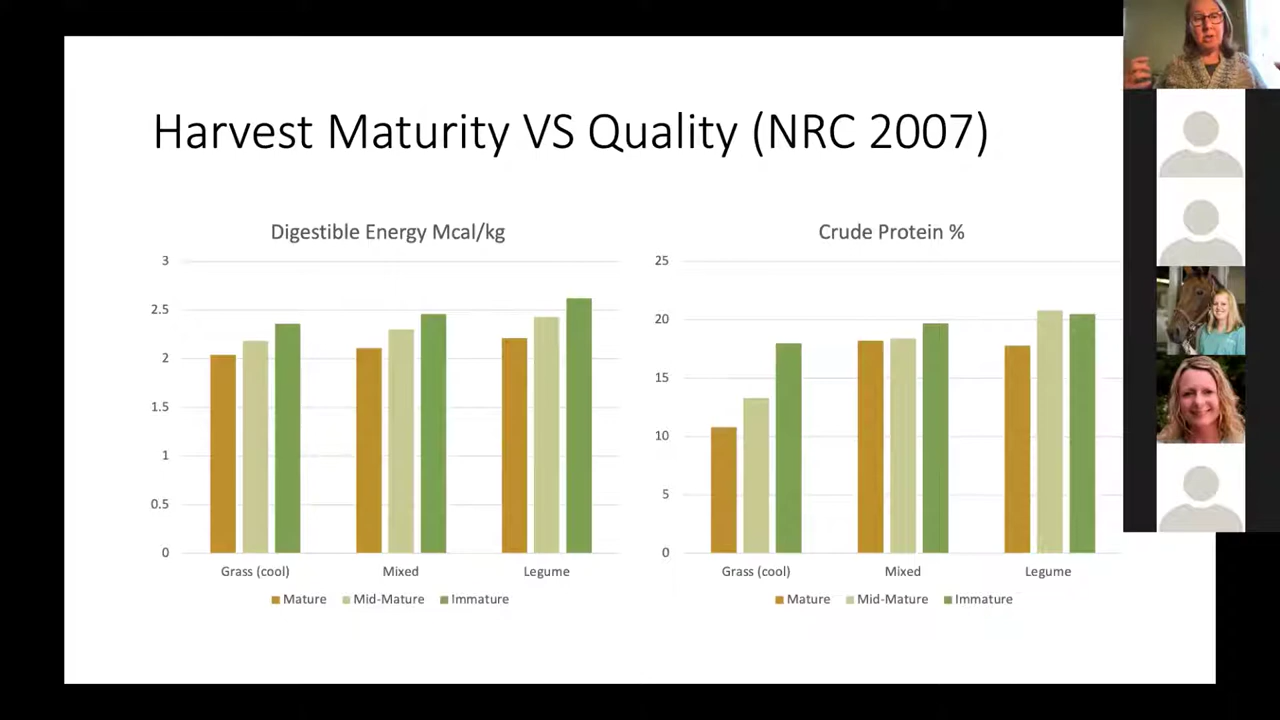 Harvest Maturity VS Quality (NRC 2007)
Digestible Energy Mcal/kg
3
2.5
2
1.5
1
0.5
0
Grass (cool) Mixed Legume
Mature Mid-Mature Immature
Crude Protein %
25
20
15
10
5
0
Grass (cool) Mixed Legume
Mature Mid-Mature Immature